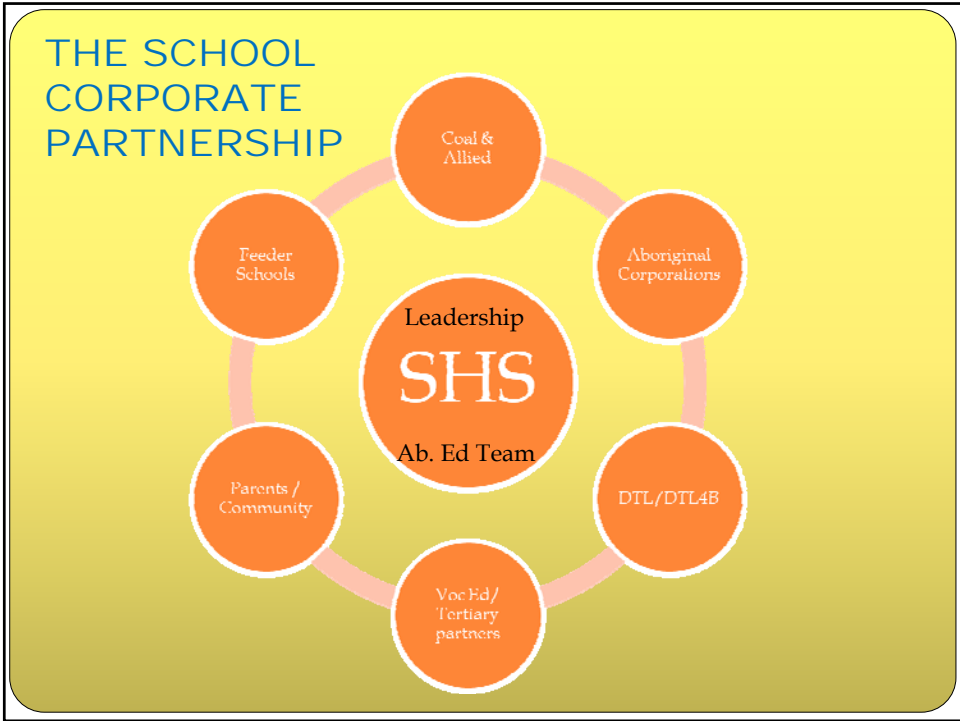 THE SCHOOL
CORPORATE
PARTNERSHIP
Coal &
Allied
Aboriginal
Corporations
DTL/DTL4B
Voc Ed/
Tertiary
partners
Parents /
Community
Feeder
Schools
Leadership
SHS
Ab. Ed Team